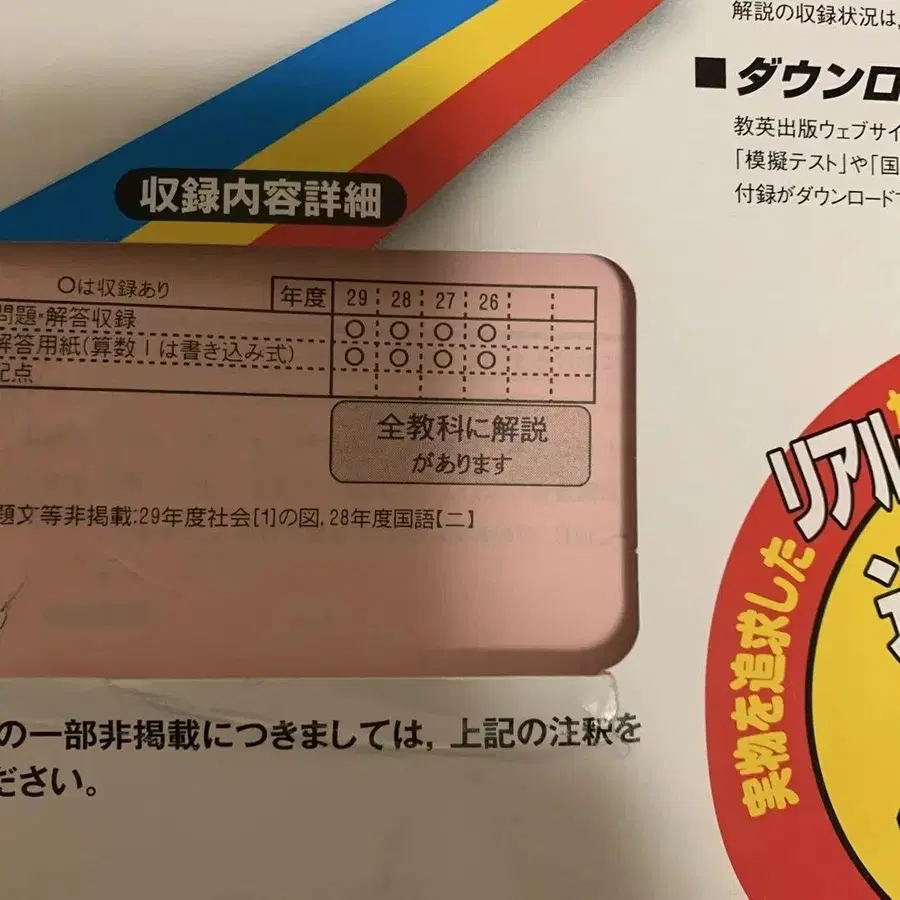 解説の収録状況は,
■ダウンロ
教英出版ウェブサイ
「模擬テスト」や「国
付録がダウンロード
収録内容詳細
○は収録あり
年度 29 28 27 26
問題・解答収録 ○ ○ ○ ○
解答用紙(算数Ⅰは書き込み式) ○ ○ ○ ○
配点
全教科に解説
があります
題文等非掲載:29年度社会[1]の図,28年度国語【二】
の一部非掲載につきましては, 上記の注釈を
ださい。
リアル
実物を追求した